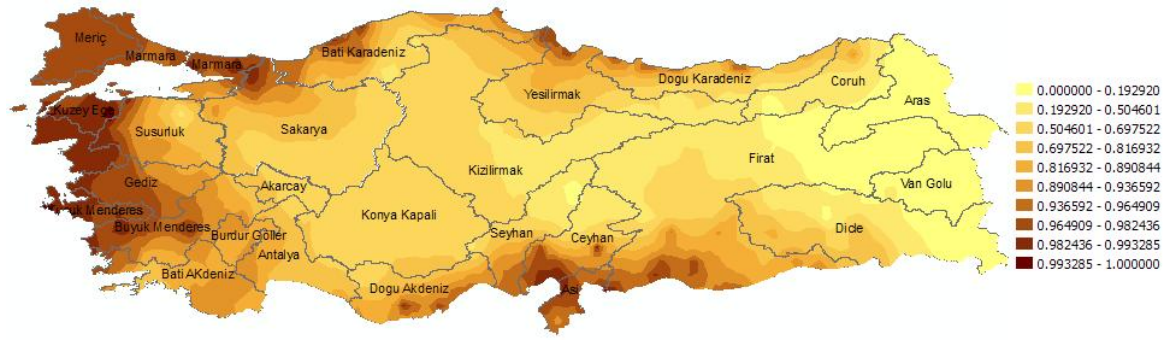 Meriç
Marmara
Marmara
Bati Karadeniz
Dogu Karadeniz
Coruh
Aras
Yesilirmak
Kuzey Ege
Susurluk
Sakarya
Firat
Kizilirmak
Van Golu
Gediz
Akarcay
Konya Kapali
Menderes
Büyük Menderes
Burdur Göller
Seyhan
Ceyhan
Dicle
Antalya
Bati AKdeniz
Dogu Akdeniz
Asi
0.000000 - 0.192920
0.192920 - 0.504601
0.504601 - 0.697522
0.697522 - 0.816932
0.816932 - 0.890844
0.890844 - 0.936592
0.936592 - 0.964909
0.964909 - 0.982436
0.982436 - 0.993285
0.993285 - 1.000000